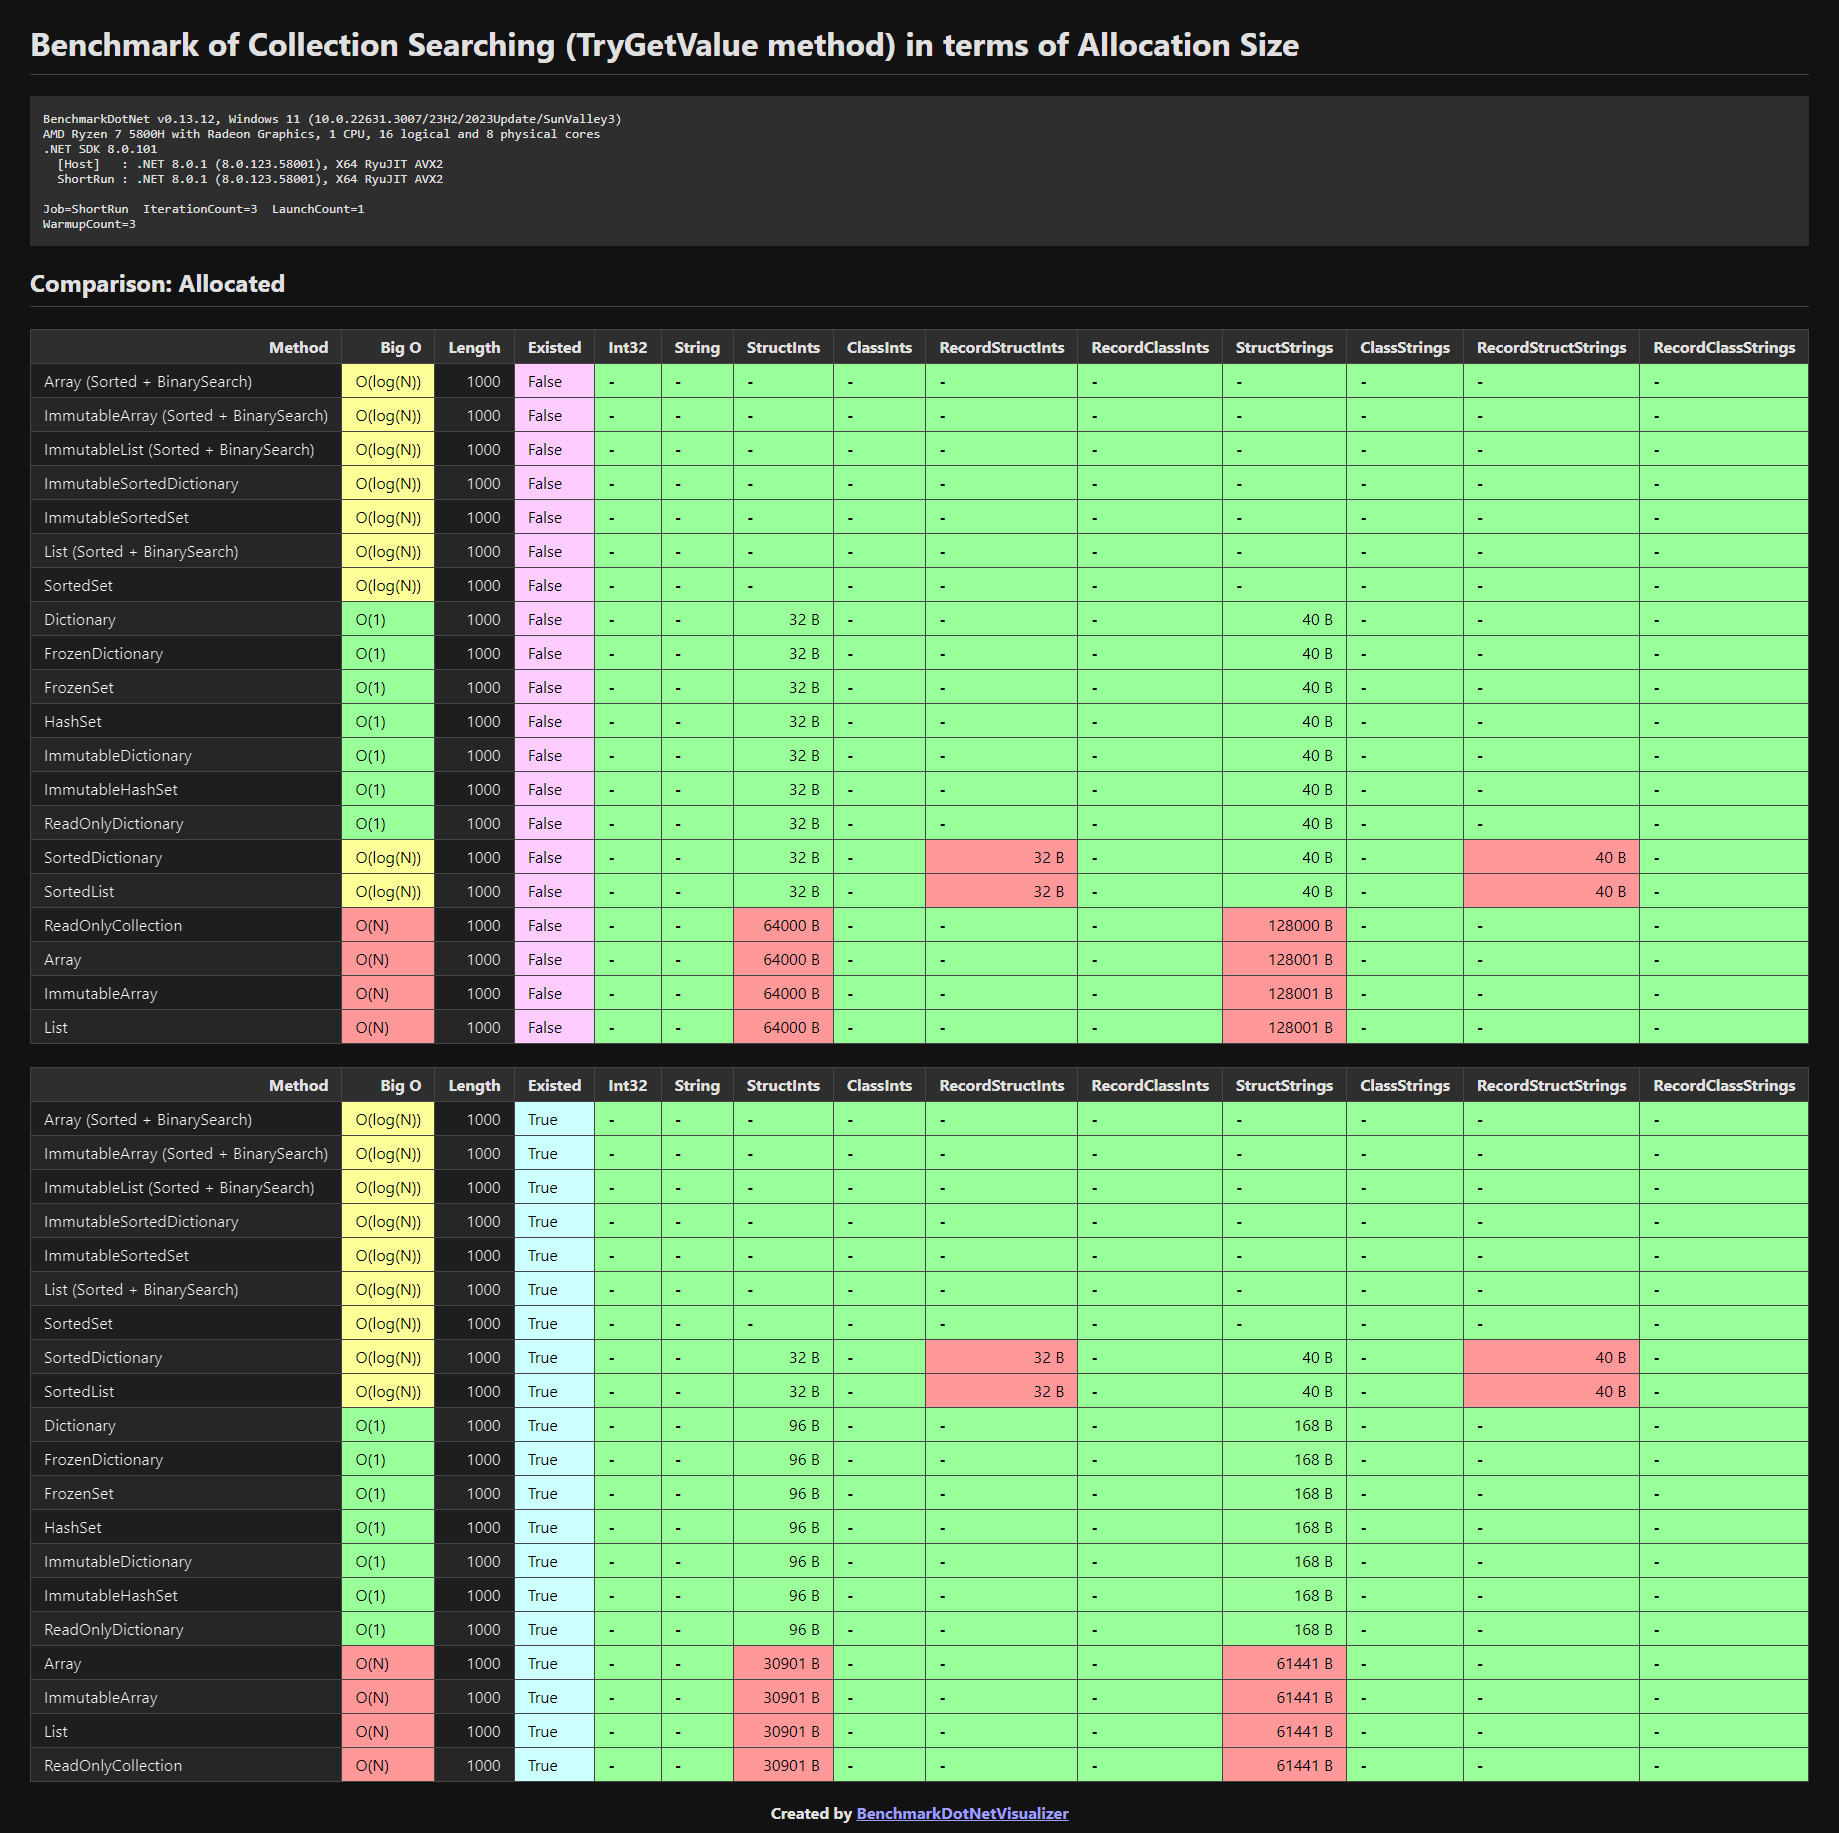 Benchmark of Collection Searching (TryGetValue method) in terms of Allocation Size
BenchmarkDotNet v0.13.12, Windows 11 (10.0.22631.3007/23H2/2023Update/SunValley3)
AMD Ryzen 7 5800H with Radeon Graphics, 1 CPU, 16 logical and 8 physical cores
.NET SDK 8.0.101
[Host]   : .NET 8.0.1 (8.0.123.58001), X64 RyuJIT AVX2
ShortRun : .NET 8.0.1 (8.0.123.58001), X64 RyuJIT AVX2
Job=ShortRun  IterationCount=3  LaunchCount=1
WarmupCount=3
Comparison: Allocated
Method Big O Length Existed Int32 String StructInts ClassInts RecordStructInts RecordClassInts StructStrings ClassStrings RecordStructStrings RecordClassStrings
Array (Sorted + BinarySearch) O(log(N)) 1000 False - - - - - - - - - -
ImmutableArray (Sorted + BinarySearch) O(log(N)) 1000 False - - - - - - - - - -
ImmutableList (Sorted + BinarySearch) O(log(N)) 1000 False - - - - - - - - - -
ImmutableSortedDictionary O(log(N)) 1000 False - - - - - - - - - -
ImmutableSortedSet O(log(N)) 1000 False - - - - - - - - - -
List (Sorted + BinarySearch) O(log(N)) 1000 False - - - - - - - - - -
SortedSet O(log(N)) 1000 False - - - - - - - - - -
Dictionary O(1) 1000 False - - 32 B - - - 40 B - - -
FrozenDictionary O(1) 1000 False - - 32 B - - - 40 B - - -
FrozenSet O(1) 1000 False - - 32 B - - - 40 B - - -
HashSet O(1) 1000 False - - 32 B - - - 40 B - - -
ImmutableDictionary O(1) 1000 False - - 32 B - - - 40 B - - -
ImmutableHashSet O(1) 1000 False - - 32 B - - - 40 B - - -
ReadOnlyDictionary O(1) 1000 False - - 32 B - - - 40 B - - -
SortedDictionary O(log(N)) 1000 False - - 32 B - 32 B - 40 B - 40 B -
SortedList O(log(N)) 1000 False - - 32 B - 32 B - 40 B - 40 B -
ReadOnlyCollection O(N) 1000 False - - 64000 B - - - 128000 B - - -
Array O(N) 1000 False - - 64000 B - - - 128001 B - - -
ImmutableArray O(N) 1000 False - - 64000 B - - - 128001 B - - -
List O(N) 1000 False - - 64000 B - - - 128001 B - - -
Method Big O Length Existed Int32 String StructInts ClassInts RecordStructInts RecordClassInts StructStrings ClassStrings RecordStructStrings RecordClassStrings
Array (Sorted + BinarySearch) O(log(N)) 1000 True - - - - - - - - - -
ImmutableArray (Sorted + BinarySearch) O(log(N)) 1000 True - - - - - - - - - -
ImmutableList (Sorted + BinarySearch) O(log(N)) 1000 True - - - - - - - - - -
ImmutableSortedDictionary O(log(N)) 1000 True - - - - - - - - - -
ImmutableSortedSet O(log(N)) 1000 True - - - - - - - - - -
List (Sorted + BinarySearch) O(log(N)) 1000 True - - - - - - - - - -
SortedSet O(log(N)) 1000 True - - - - - - - - - -
SortedDictionary O(log(N)) 1000 True - - 32 B - 32 B - 40 B - 40 B -
SortedList O(log(N)) 1000 True - - 32 B - 32 B - 40 B - 40 B -
Dictionary O(1) 1000 True - - 96 B - - - 168 B - - -
FrozenDictionary O(1) 1000 True - - 96 B - - - 168 B - - -
FrozenSet O(1) 1000 True - - 96 B - - - 168 B - - -
HashSet O(1) 1000 True - - 96 B - - - 168 B - - -
ImmutableDictionary O(1) 1000 True - - 96 B - - - 168 B - - -
ImmutableHashSet O(1) 1000 True - - 96 B - - - 168 B - - -
ReadOnlyDictionary O(1) 1000 True - - 96 B - - - 168 B - - -
Array O(N) 1000 True - - 30901 B - - - 61441 B - - -
ImmutableArray O(N) 1000 True - - 30901 B - - - 61441 B - - -
List O(N) 1000 True - - 30901 B - - - 61441 B - - -
ReadOnlyCollection O(N) 1000 True - - 30901 B - - - 61441 B - - -
Created by BenchmarkDotNetVisualizer